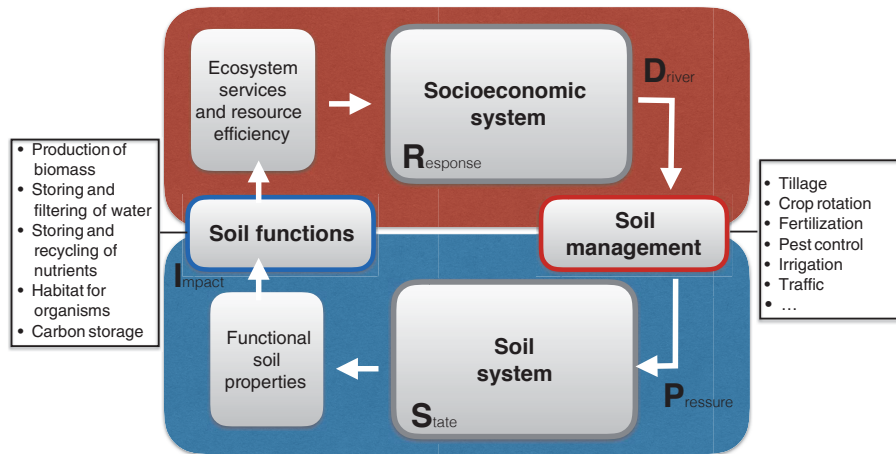 Ecosystem
services
and resource
efficiency
Socioeconomic
system
Response
Driver
• Production of
biomass
• Storing and
filtering of water
• Storing and
recycling of
nutrients
• Habitat for
organisms
• Carbon storage
Soil functions
Impact
Soil
management
• Tillage
• Crop rotation
• Fertilization
• Pest control
• Irrigation
• Traffic
• …
Functional
soil
properties
Soil
system
State
Pressure